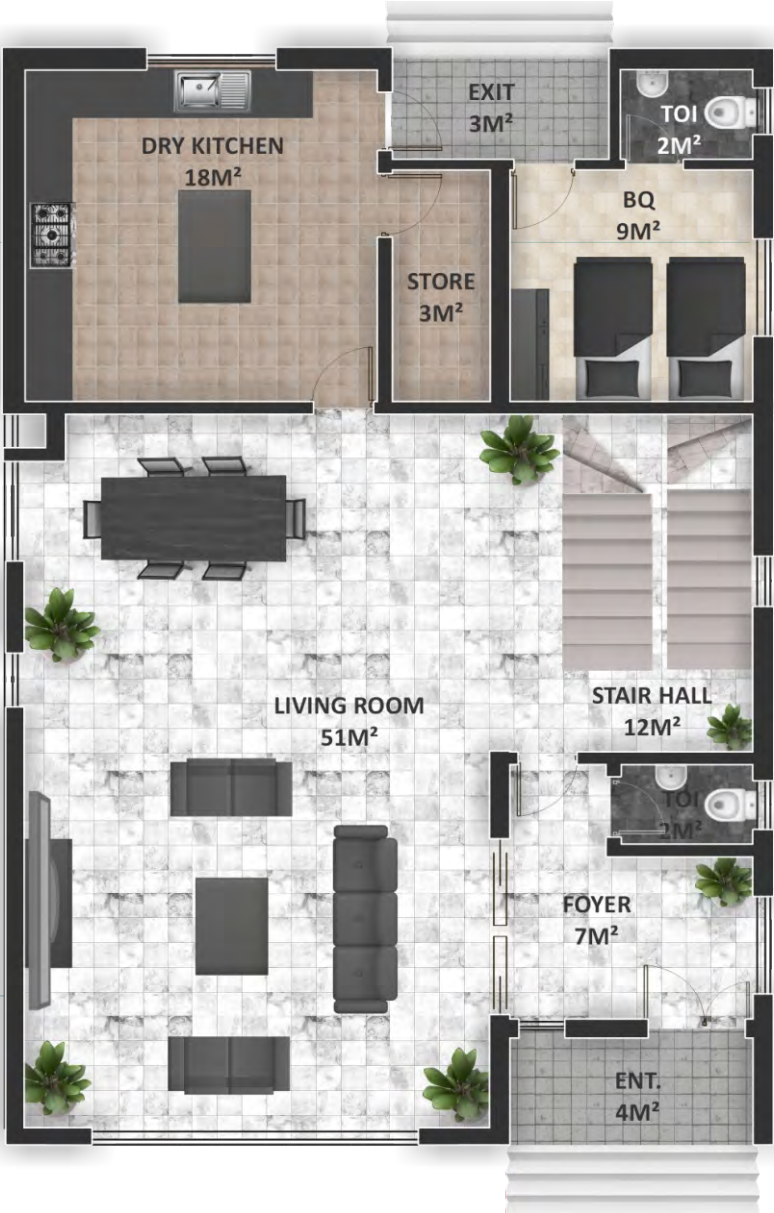 EXIT
3M²
TOI
2M²
DRY KITCHEN
18M²
BQ
9M²
STORE
3M²
LIVING ROOM
51M²
STAIR HALL
12M²
TOI
2M²
FOYER
7M²
ENT.
4M²